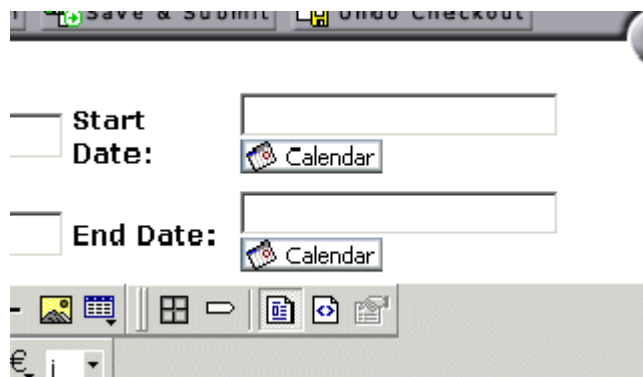 Save & Submit Undo Checkout
Start
Date:
Calendar
End Date:
Calendar
€